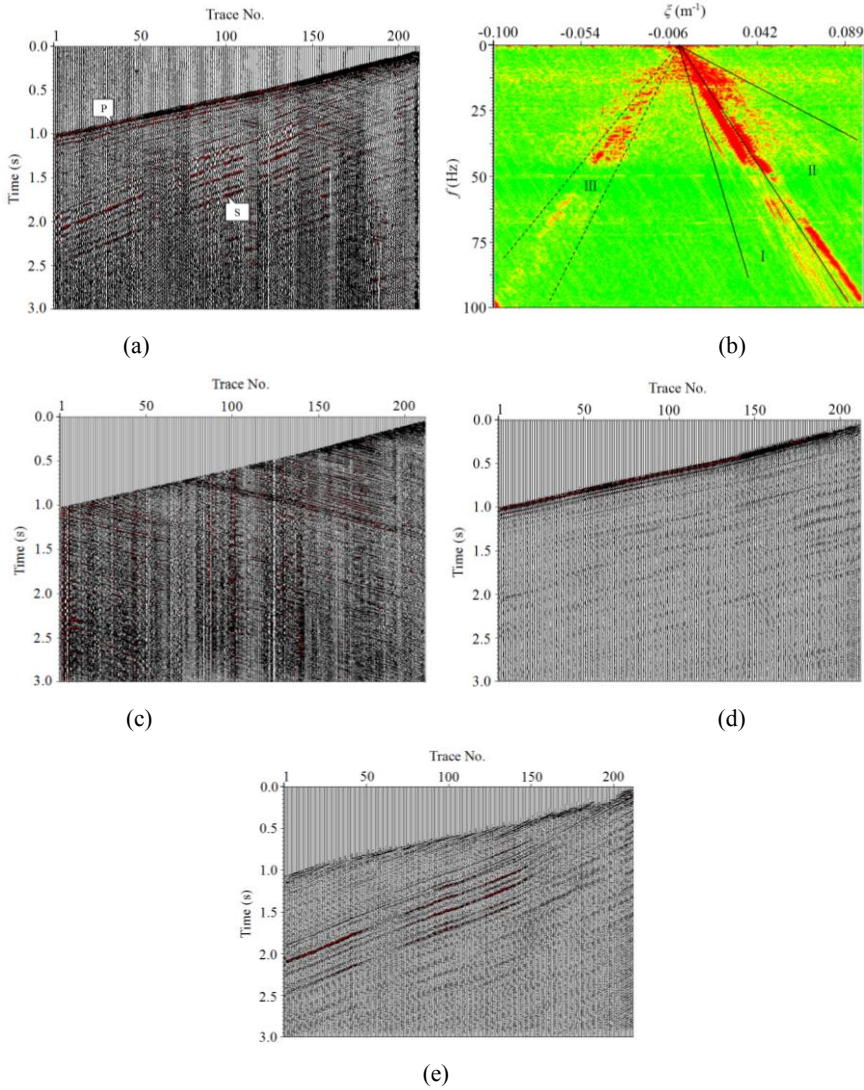 Trace No.
1 50 100 150 200
0.0
0.5
1.0
1.5
2.0
2.5
3.0
Time (s)
P
S
(a)
ξ (m⁻¹)
-0.100 -0.054 -0.006 0.042 0.089
0
25
50
75
100
f (Hz)
I
II
III
(b)
Trace No.
1 50 100 150 200
0.0
0.5
1.0
1.5
2.0
2.5
3.0
Time (s)
(c)
Trace No.
1 50 100 150 200
0.0
0.5
1.0
1.5
2.0
2.5
3.0
Time (s)
(d)
Trace No.
1 50 100 150 200
0.0
0.5
1.0
1.5
2.0
2.5
3.0
Time (s)
(e)